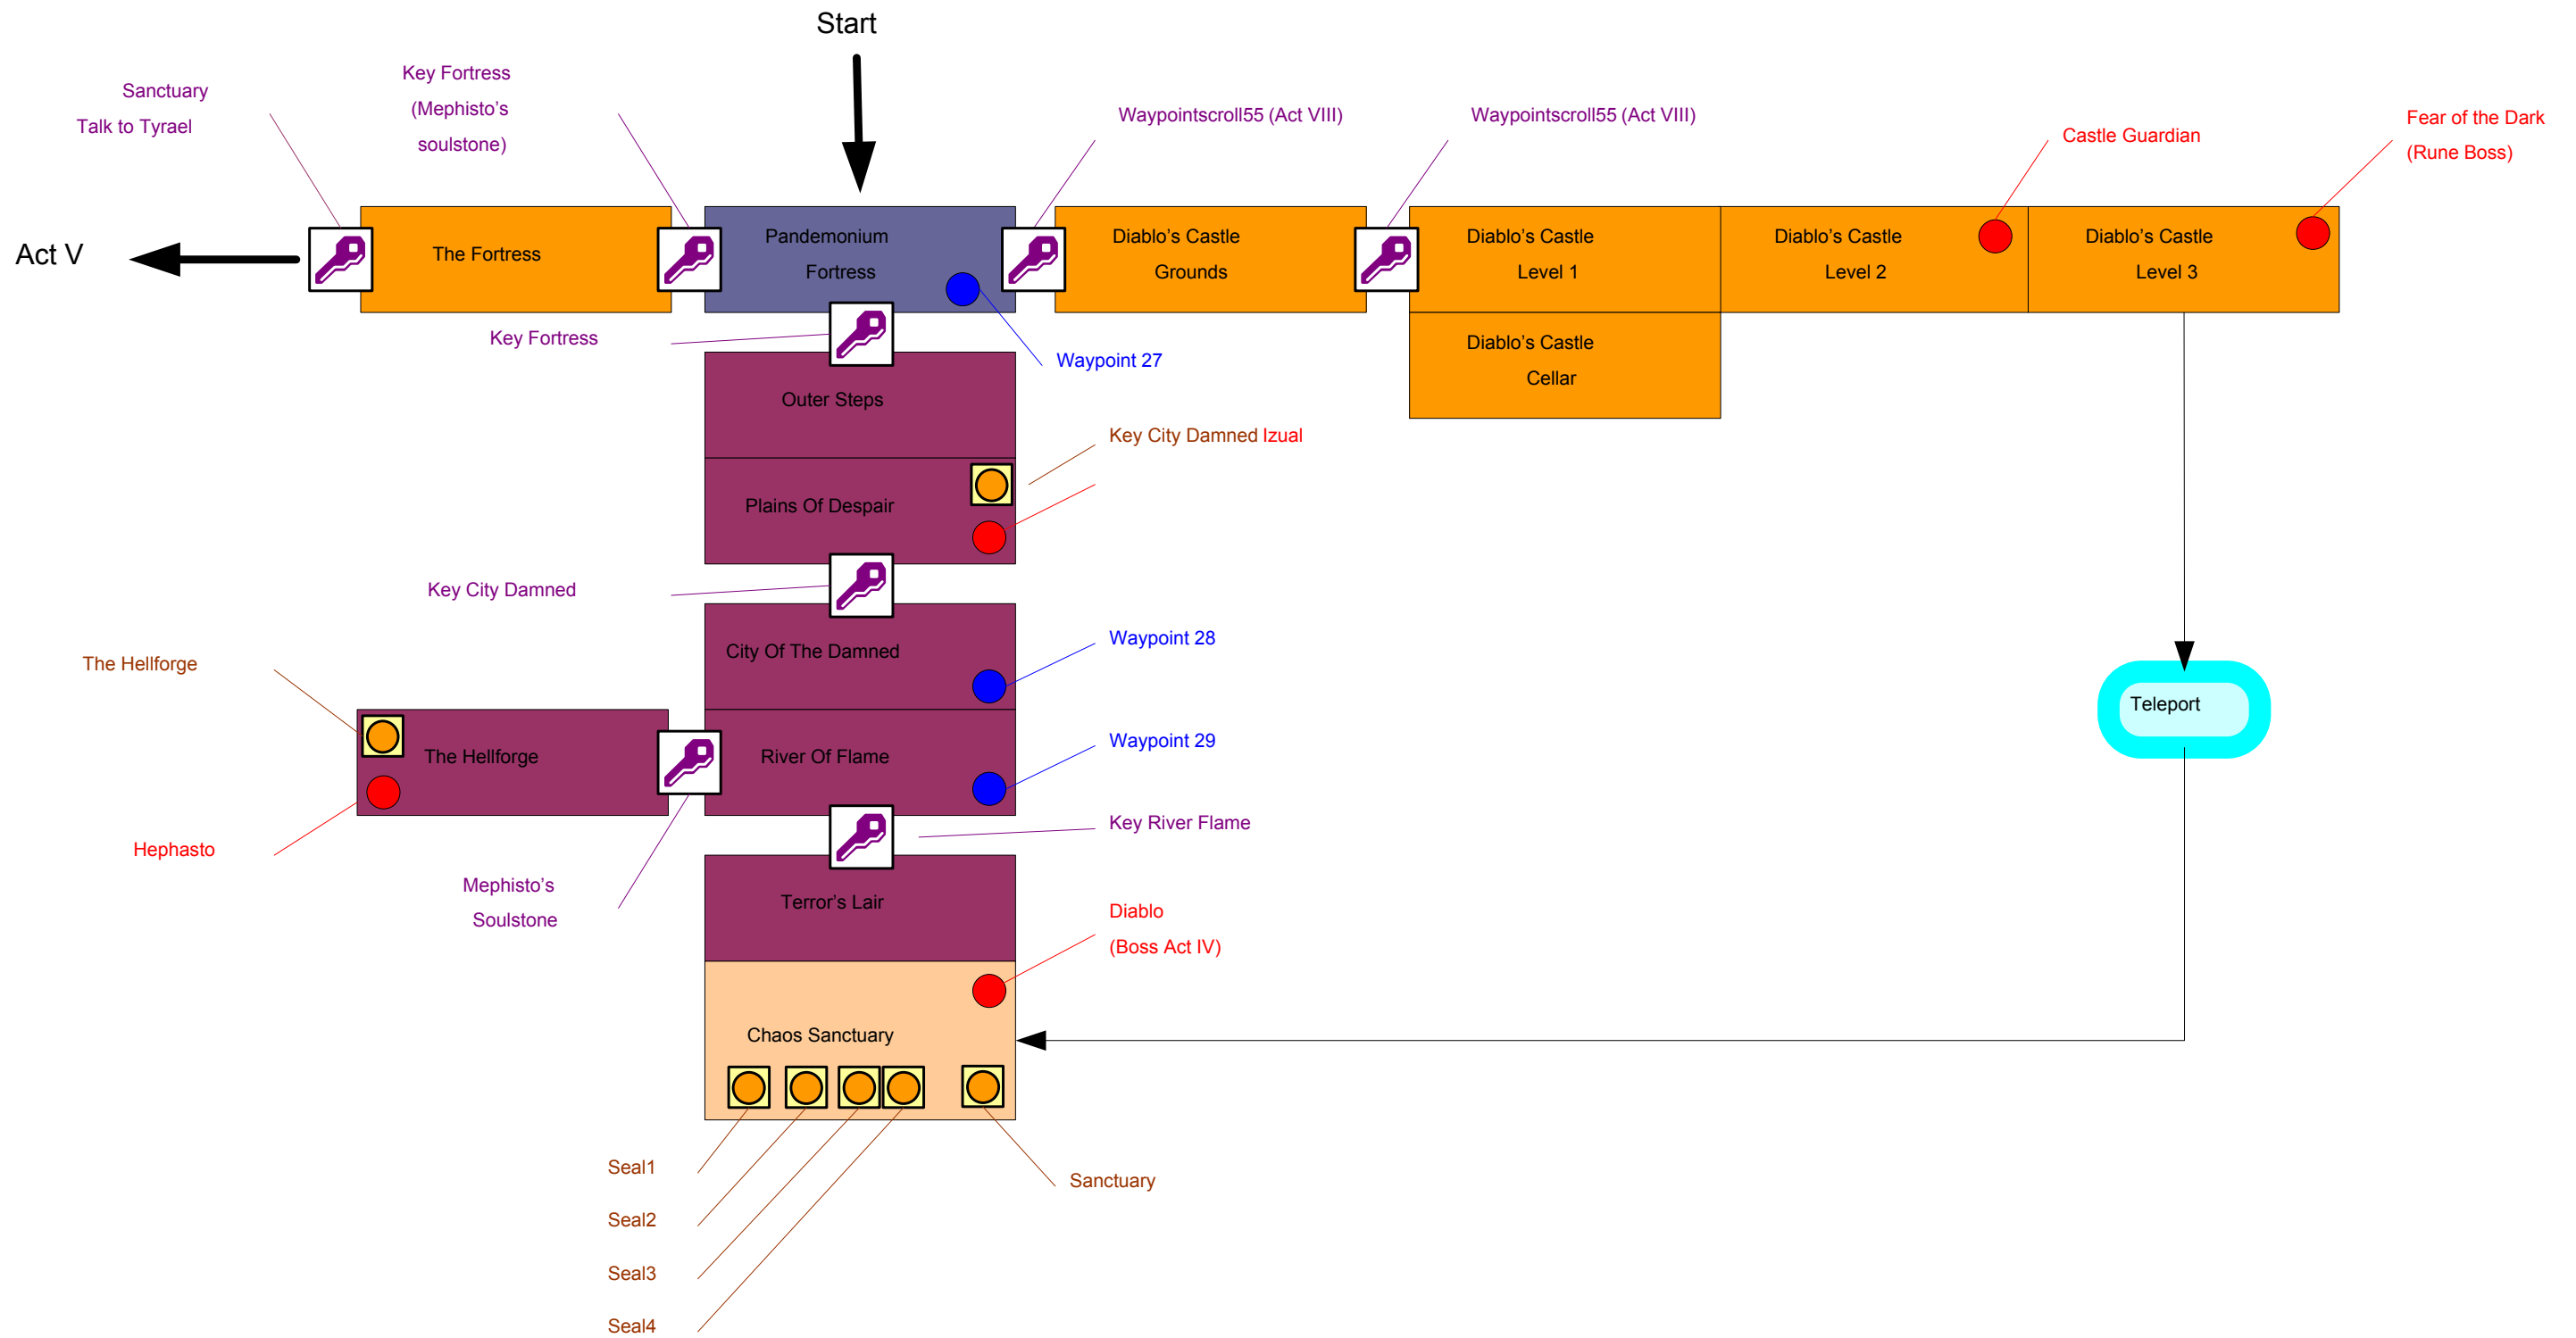 Start
Key Fortress
(Mephisto's
soulstone)
Sanctuary
Talk to Tyrael
Waypointscroll55 (Act VIII)
Waypointscroll55 (Act VIII)
Castle Guardian
Fear of the Dark
(Rune Boss)
Act V
The Fortress
Pandemonium
Fortress
Diablo's Castle
Grounds
Diablo's Castle
Level 1
Diablo's Castle
Level 2
Diablo's Castle
Level 3
Key Fortress
Waypoint 27
Diablo's Castle
Cellar
Outer Steps
Key City Damned Izual
Plains Of Despair
Key City Damned
City Of The Damned
Waypoint 28
The Hellforge
Teleport
The Hellforge
River Of Flame
Waypoint 29
Key River Flame
Hephasto
Mephisto's
Soulstone
Terror's Lair
Diablo
(Boss Act IV)
Chaos Sanctuary
Seal1
Sanctuary
Seal2
Seal3
Seal4